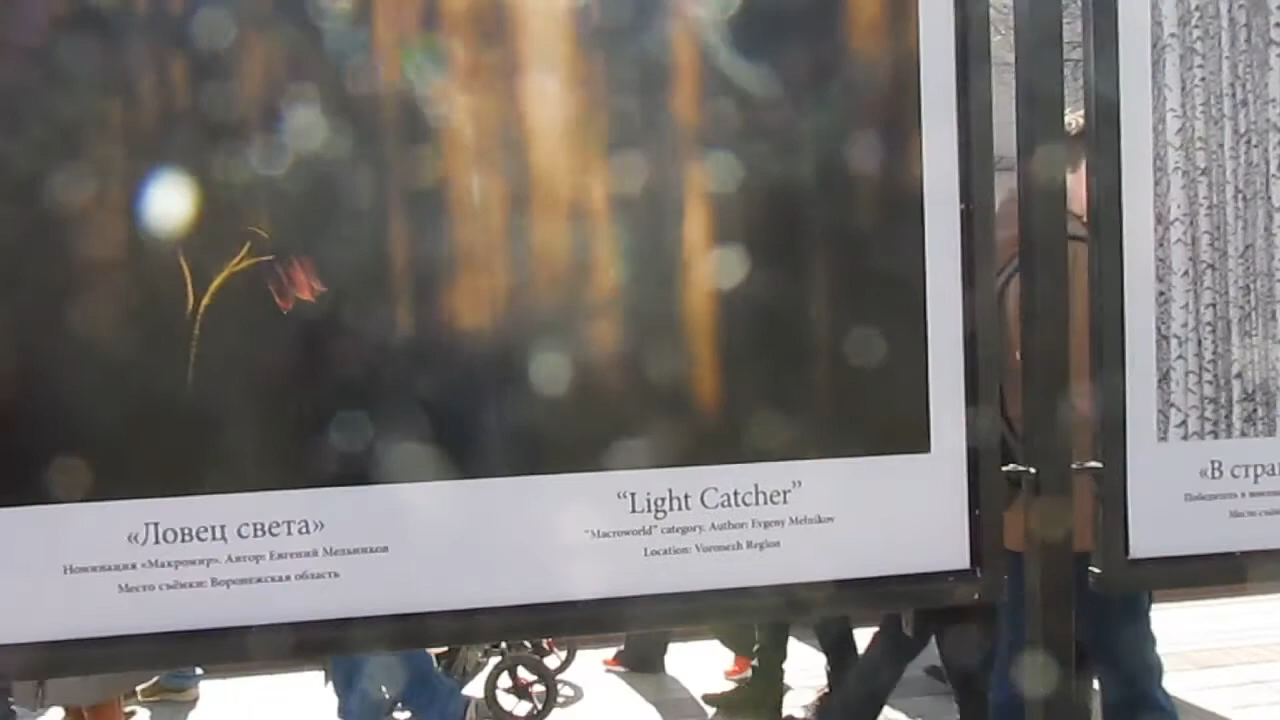 «Ловец света»
Номинация «Макромир». Автор: Евгений Мельников
Место съёмки: Воронежская область
“Light Catcher”
“Macroworld” category. Author: Evgeny Melnikov
Location: Voronezh Region
«В стра